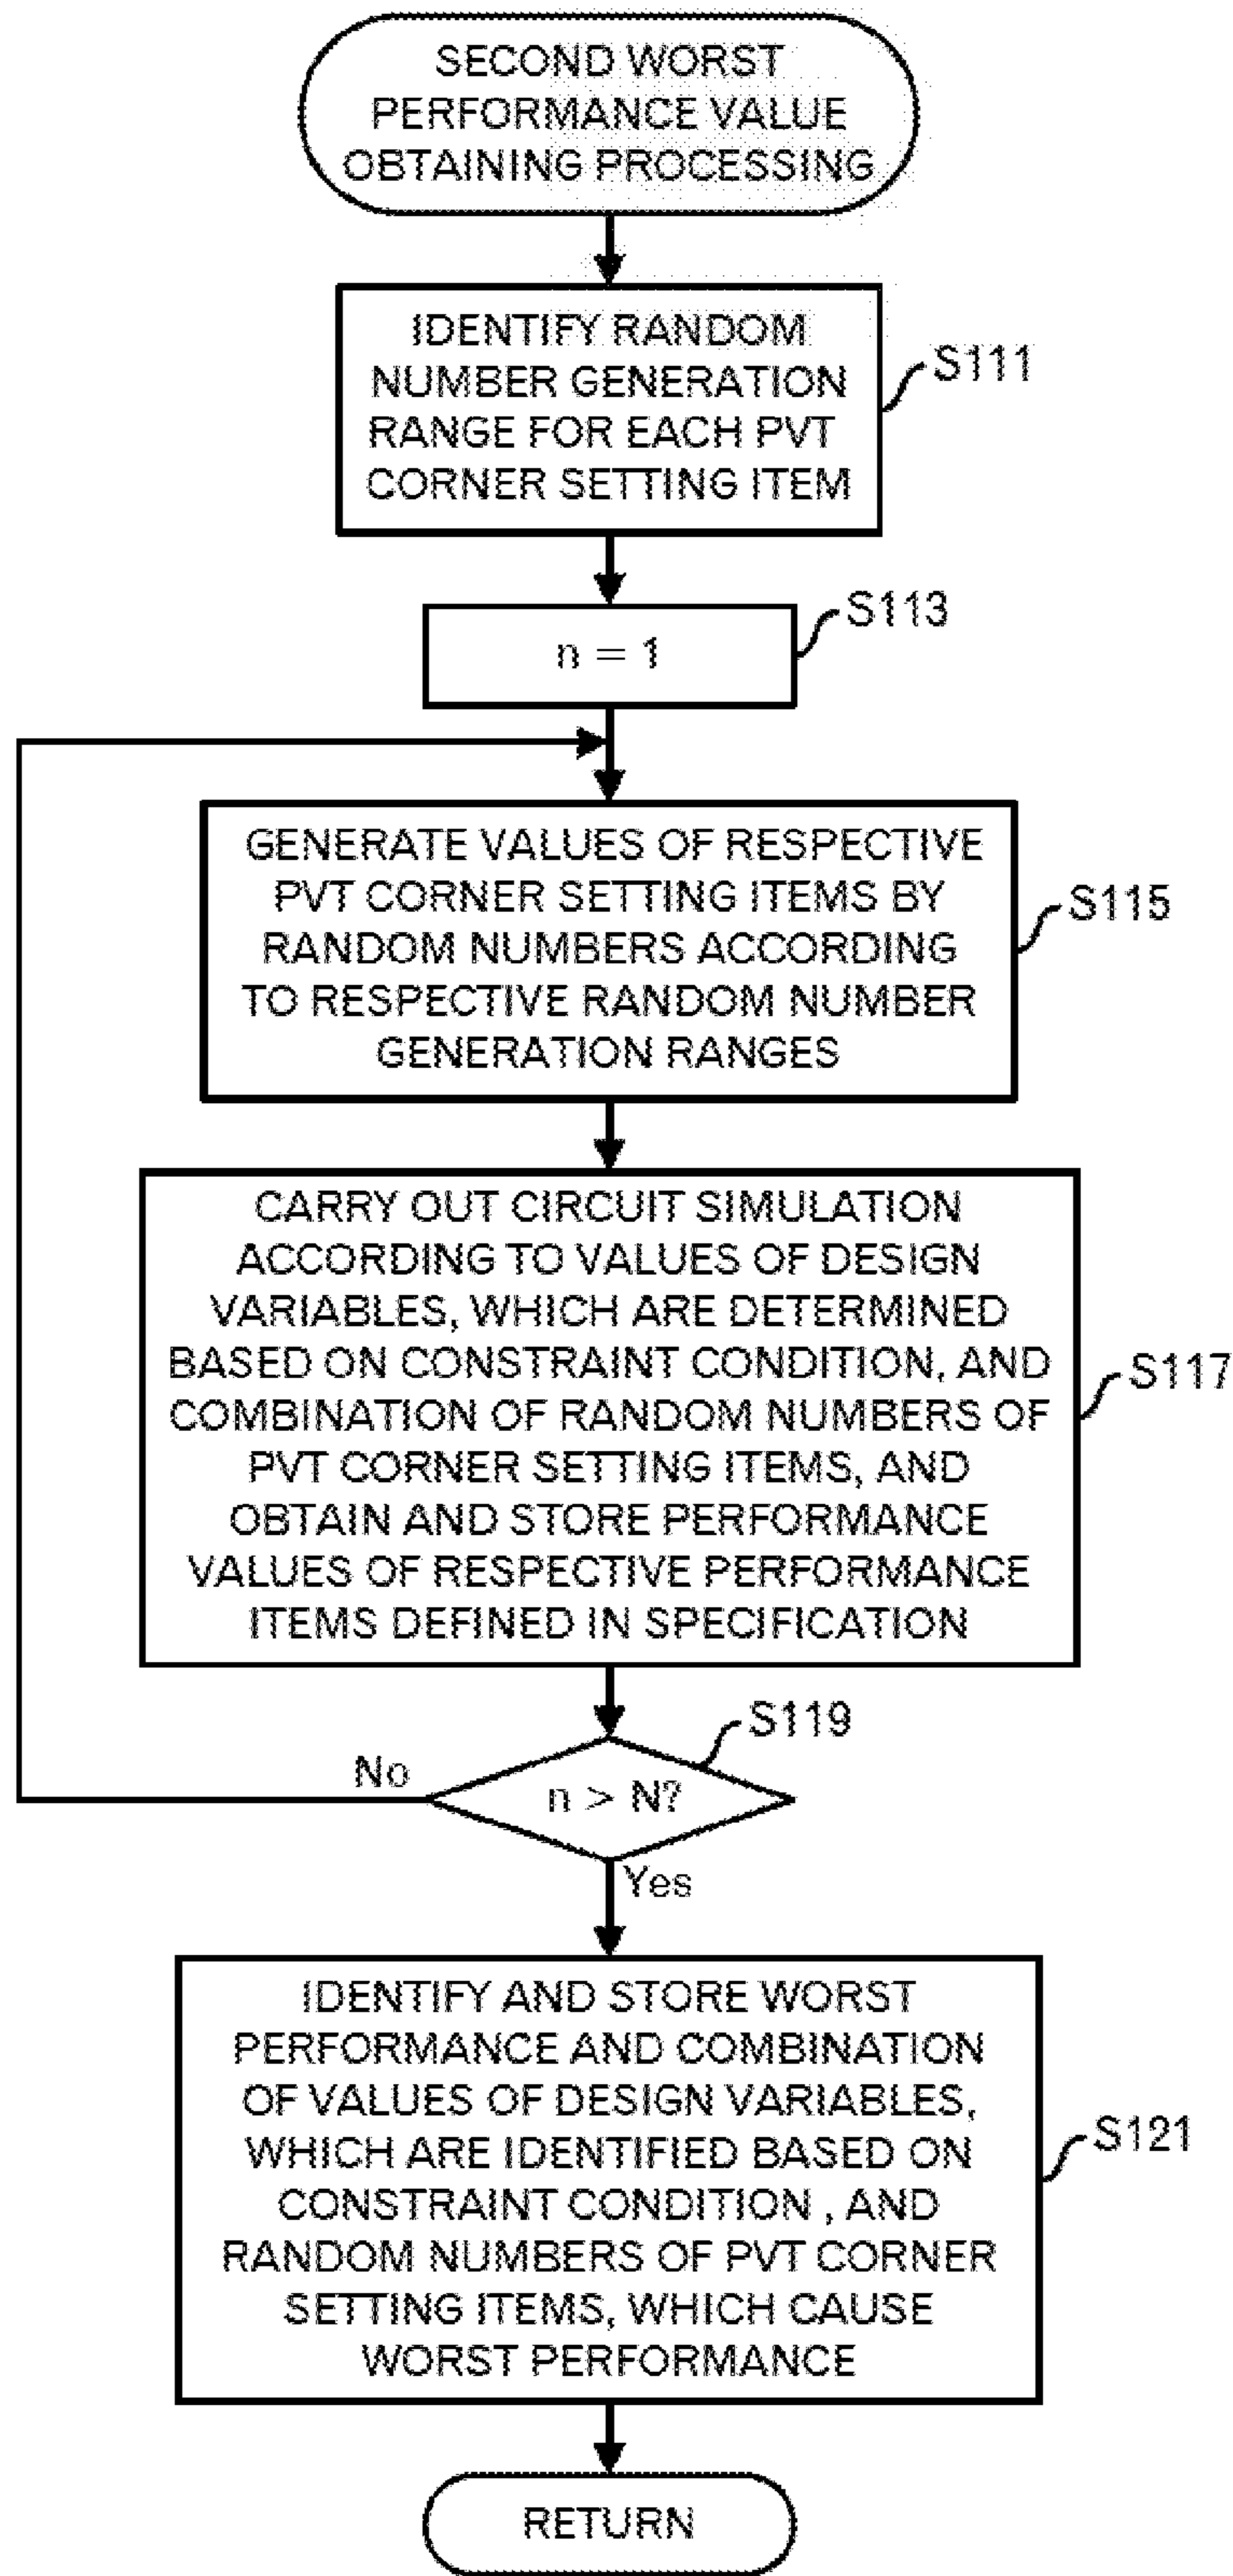 SECOND WORST
PERFORMANCE VALUE
OBTAINING PROCESSING
IDENTIFY RANDOM
NUMBER GENERATION
RANGE FOR EACH PVT
CORNER SETTING ITEM
S111
n = 1
S113
GENERATE VALUES OF RESPECTIVE
PVT CORNER SETTING ITEMS BY
RANDOM NUMBERS ACCORDING
TO RESPECTIVE RANDOM NUMBER
GENERATION RANGES
S115
CARRY OUT CIRCUIT SIMULATION
ACCORDING TO VALUES OF DESIGN
VARIABLES, WHICH ARE DETERMINED
BASED ON CONSTRAINT CONDITION, AND
COMBINATION OF RANDOM NUMBERS OF
PVT CORNER SETTING ITEMS, AND
OBTAIN AND STORE PERFORMANCE
VALUES OF RESPECTIVE PERFORMANCE
ITEMS DEFINED IN SPECIFICATION
S117
S119
No
n > N?
Yes
IDENTIFY AND STORE WORST
PERFORMANCE AND COMBINATION
OF VALUES OF DESIGN VARIABLES,
WHICH ARE IDENTIFIED BASED ON
CONSTRAINT CONDITION , AND
RANDOM NUMBERS OF PVT CORNER
SETTING ITEMS, WHICH CAUSE
WORST PERFORMANCE
S121
RETURN